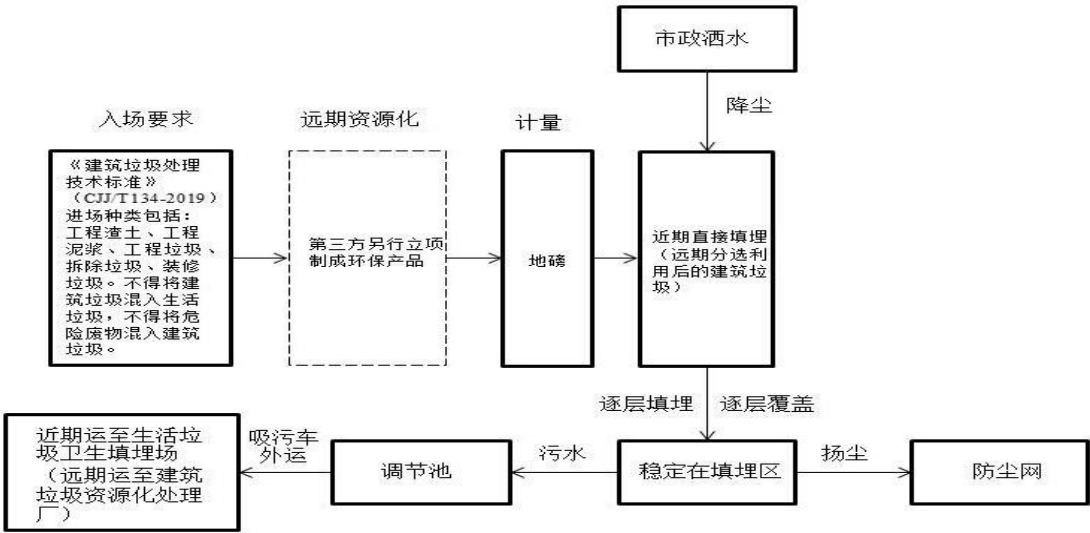 市政洒水
降尘
入场要求
远期资源化
计量
《建筑垃圾处理
技术标准》
（CJJ/T134-2019）
进场种类包括：
工程渣土、工程
泥浆、工程垃圾、
拆除垃圾、装修
垃圾。不得将建
筑垃圾混入生活
垃圾，不得将危
险废物混入建筑
垃圾。
第三方另行立项
制成环保产品
地磅
近期直接填埋
（远期分选利
用后的建筑垃
圾）
逐层填埋
逐层覆盖
近期运至生活垃
圾卫生填埋场
（远期运至建筑
垃圾资源化处理
厂）
吸污车
外运
调节池
污水
稳定在填埋区
扬尘
防尘网